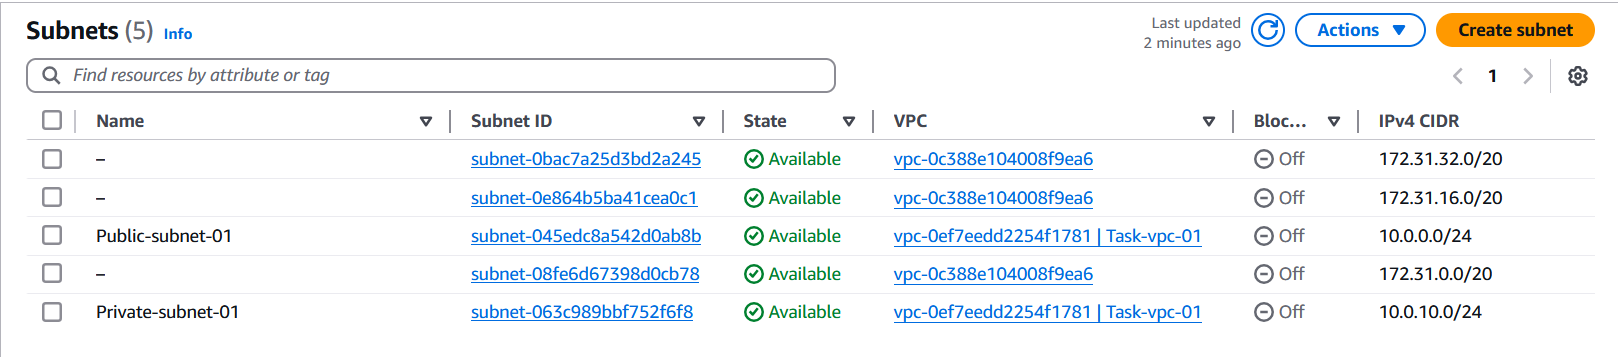 Subnets (5) Info
Last updated
2 minutes ago
Actions
Create subnet
Find resources by attribute or tag
1
Name Subnet ID State VPC Bloc... IPv4 CIDR
– subnet-0bac7a25d3bd2a245 Available vpc-0c388e104008f9ea6 Off 172.31.32.0/20
– subnet-0e864b5ba41cea0c1 Available vpc-0c388e104008f9ea6 Off 172.31.16.0/20
Public-subnet-01 subnet-045edc8a542d0ab8b Available vpc-0ef7eedd2254f1781 | Task-vpc-01 Off 10.0.0.0/24
– subnet-08fe6d67398d0cb78 Available vpc-0c388e104008f9ea6 Off 172.31.0.0/20
Private-subnet-01 subnet-063c989bbf752f6f8 Available vpc-0ef7eedd2254f1781 | Task-vpc-01 Off 10.0.10.0/24